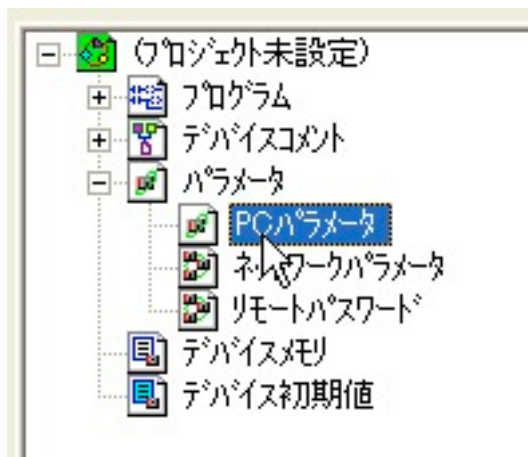 (プロジェクト未設定)
プログラム
デバイスコメント
パラメータ
PCパラメータ
ネットワークパラメータ
リモートパスワード
デバイスメモリ
デバイス初期値